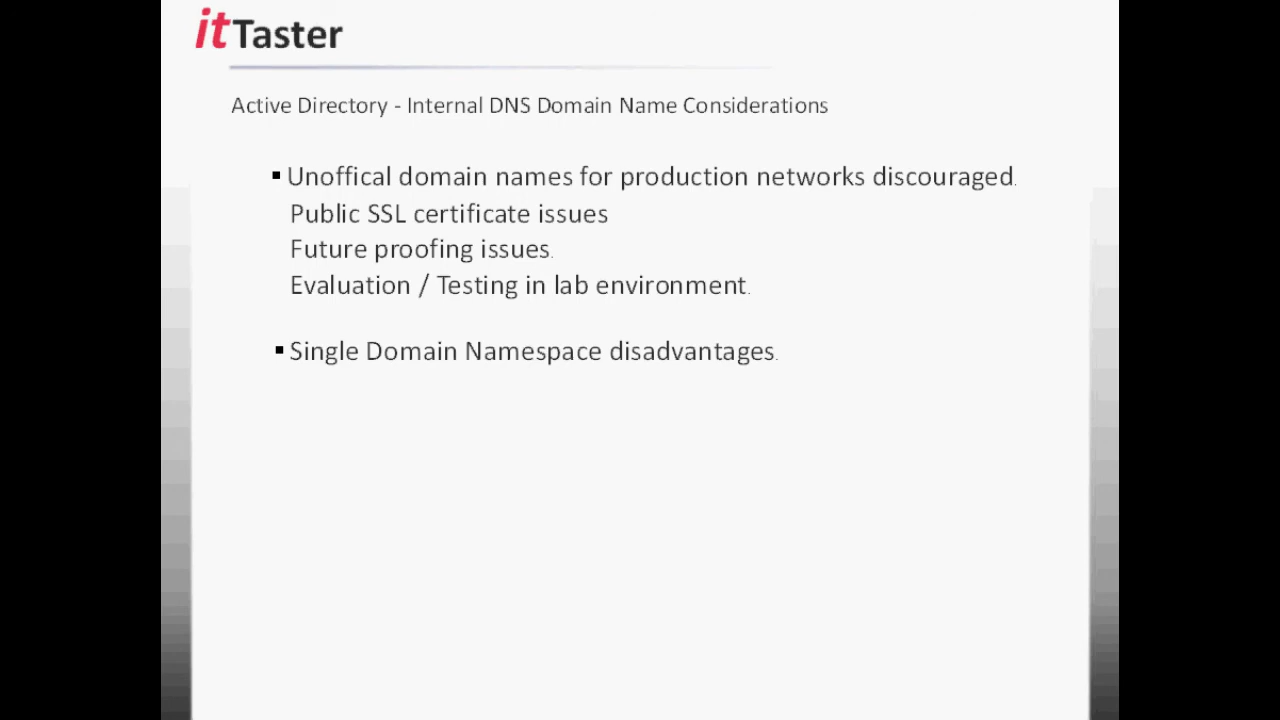 itTaster
Active Directory - Internal DNS Domain Name Considerations
▪ Unoffical domain names for production networks discouraged.
Public SSL certificate issues
Future proofing issues.
Evaluation / Testing in lab environment.
▪ Single Domain Namespace disadvantages.